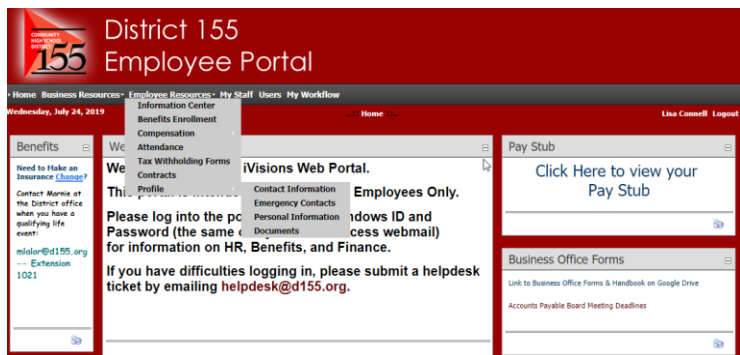 COMMUNITY
HIGH SCHOOL
DISTRICT
155
District 155
Employee Portal
Home Business Resources Employee Resources My Staff Users My Workflow
Wednesday, July 24, 2019
Home
Lisa Connell Logout
Information Center
Benefits Enrollment
Compensation
Attendance
Tax Withholding Forms
Contracts
Profile
Contact Information
Emergency Contacts
Personal Information
Documents
Benefits
Need to Make an
Insurance Change?
Contact Marnie at
the District office
when you have a
qualifying life
event:
mlalor@d155.org
-- Extension
1021
We
We iVisions Web Portal.
Employees Only.
Please log into the po ndows ID and
Password (the same ccess webmail)
for information on HR, Benefits, and Finance.
If you have difficulties logging in, please submit a helpdesk
ticket by emailing helpdesk@d155.org.
Pay Stub
Click Here to view your
Pay Stub
Business Office Forms
Link to Business Office Forms & Handbook on Google Drive
Accounts Payable Board Meeting Deadlines